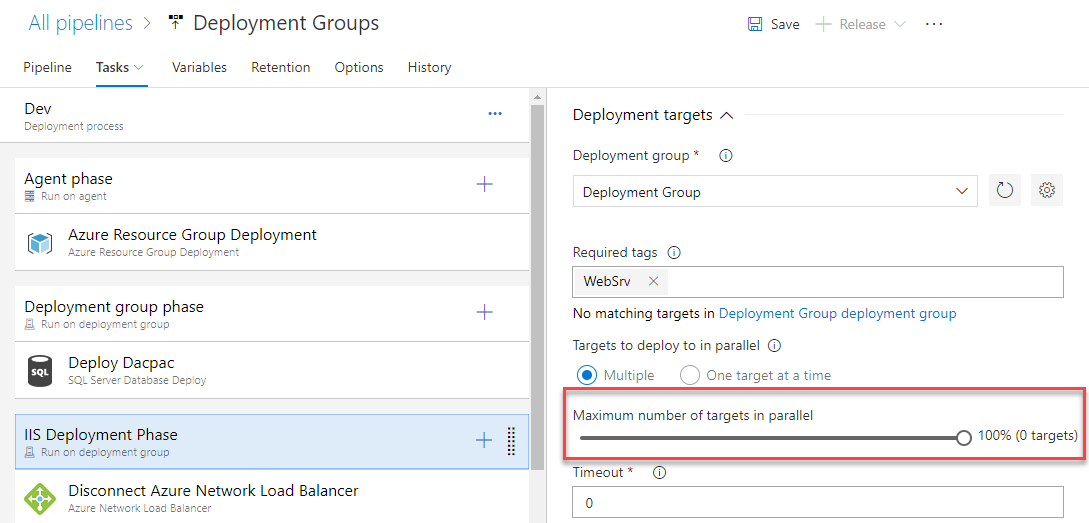 All pipelines > Deployment Groups
Save
Release
...
Pipeline
Tasks
Variables
Retention
Options
History
Dev
Deployment process
Agent phase
Run on agent
Azure Resource Group Deployment
Azure Resource Group Deployment
Deployment group phase
Run on deployment group
Deploy Dacpac
SQL
SQL Server Database Deploy
IIS Deployment Phase
Run on deployment group
Disconnect Azure Network Load Balancer
Azure Network Load Balancer
Deployment targets
Deployment group *
Deployment Group
Required tags
WebSrv
No matching targets in Deployment Group deployment group
Targets to deploy to in parallel
Multiple
One target at a time
Maximum number of targets in parallel
100% (0 targets)
Timeout *
0